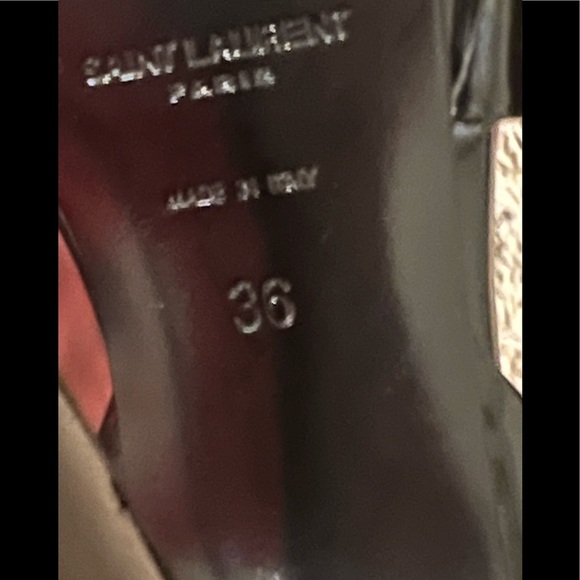 SAINT LAURENT
PARIS
MADE IN ITALY
36